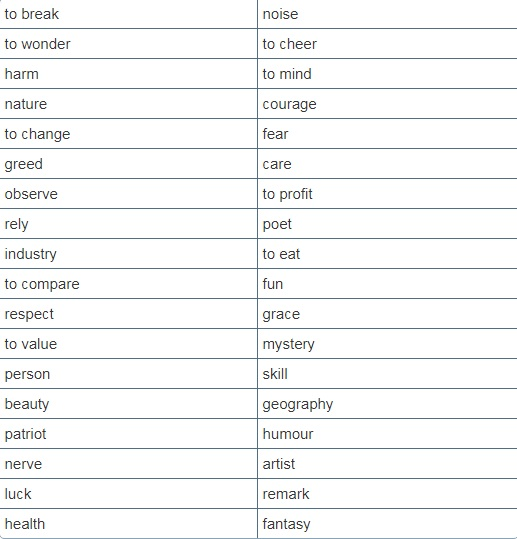 to break noise
to wonder to cheer
harm to mind
nature courage
to change fear
greed care
observe to profit
rely poet
industry to eat
to compare fun
respect grace
to value mystery
person skill
beauty geography
patriot humour
nerve artist
luck remark
health fantasy